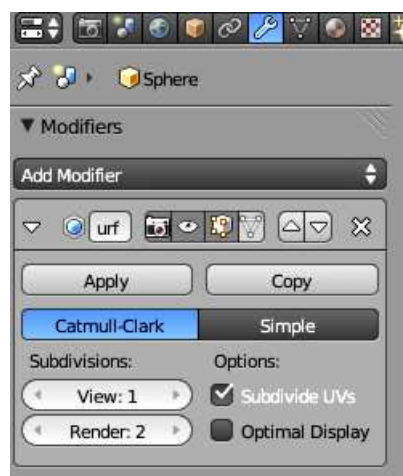 Sphere
Modifiers
Add Modifier
urf
Apply Copy
Catmull-Clark Simple
Subdivisions: Options:
View: 1 Subdivide UVs
Render: 2 Optimal Display